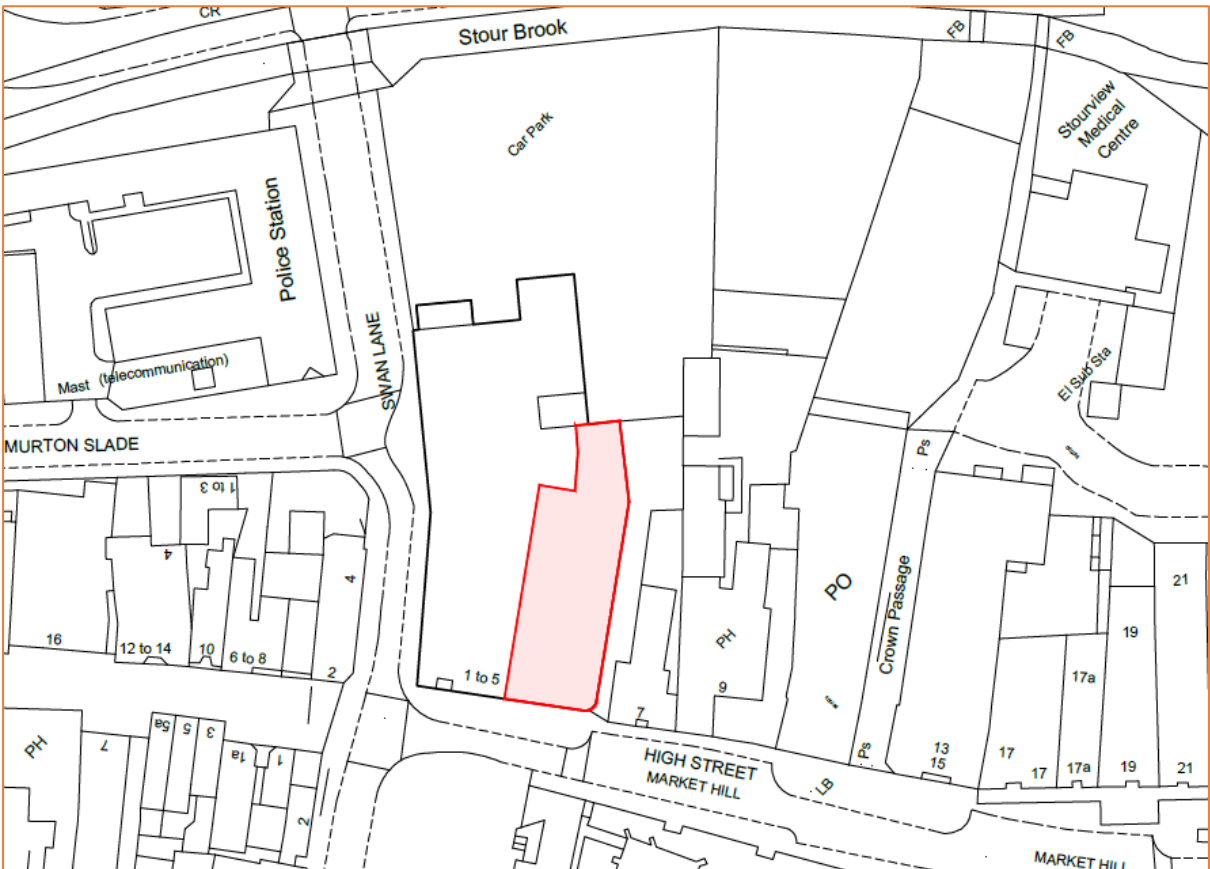 CR
Stour Brook
FB
FB
Car Park
Stourview
Medical
Centre
Police Station
Mast (telecommunication)
SWAN LANE
El Sub Sta
MURTON SLADE
1 to 3
4
4
Ps
PO
Crown Passage
16
12 to 14
10
6 to 8
2
1 to 5
7
PH
9
21
19
17a
17
13
15
Ps
17
17a
19
21
HIGH STREET
MARKET HILL
LB
PH
7
5a
5
3
1a
1
2
MARKET HILL